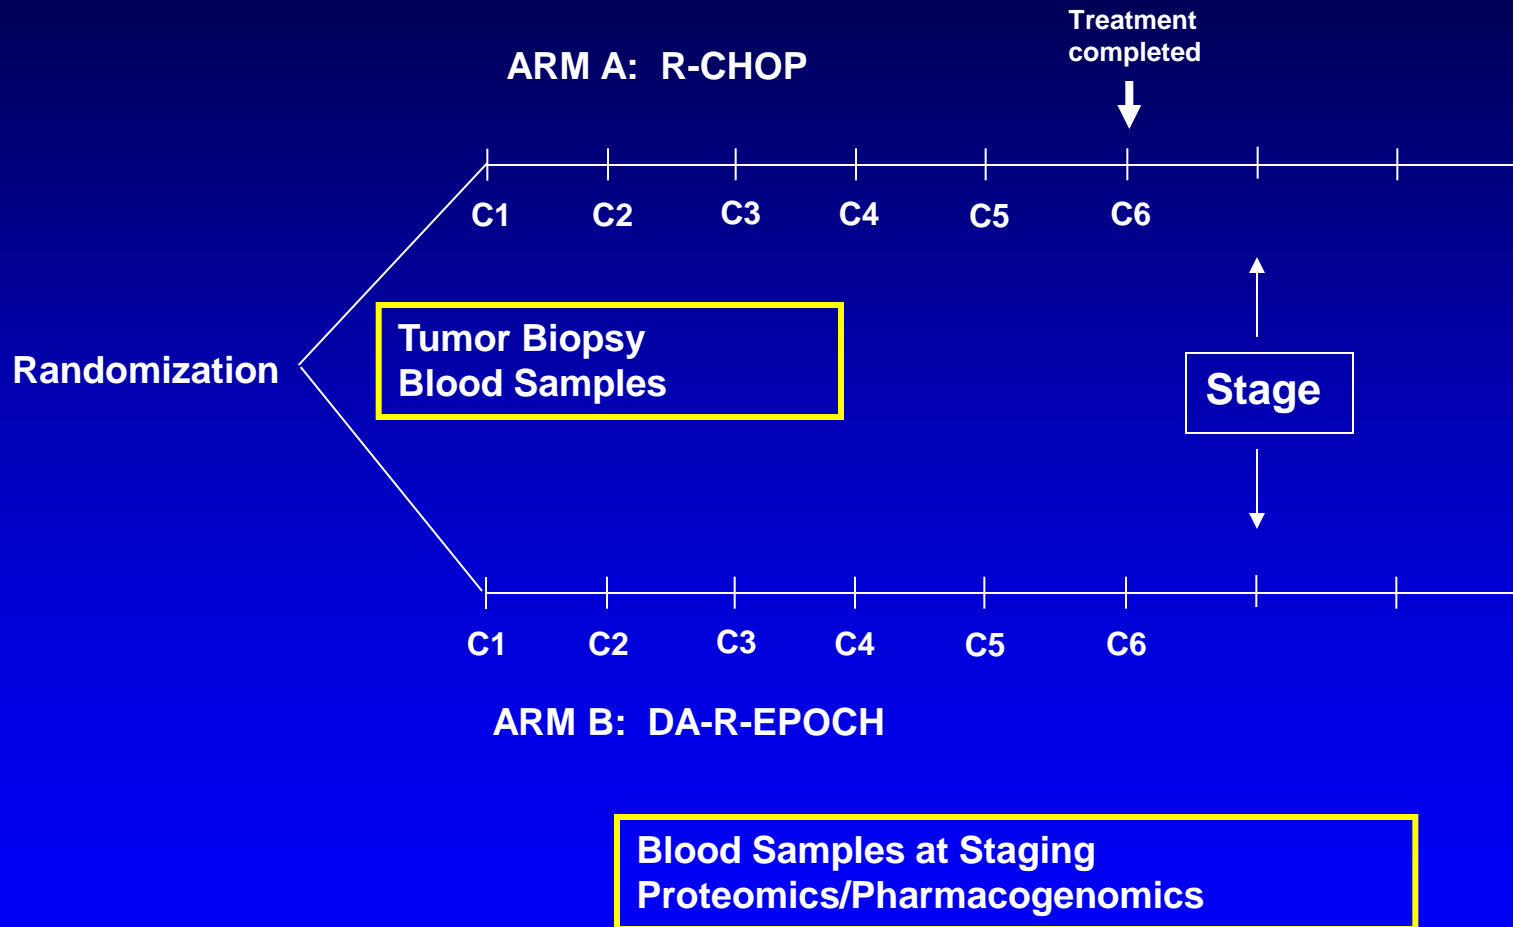 Treatment
completed
ARM A: R-CHOP
C1 C2 C3 C4 C5 C6
Tumor Biopsy
Blood Samples
Randomization
Stage
C1 C2 C3 C4 C5 C6
ARM B: DA-R-EPOCH
Blood Samples at Staging
Proteomics/Pharmacogenomics